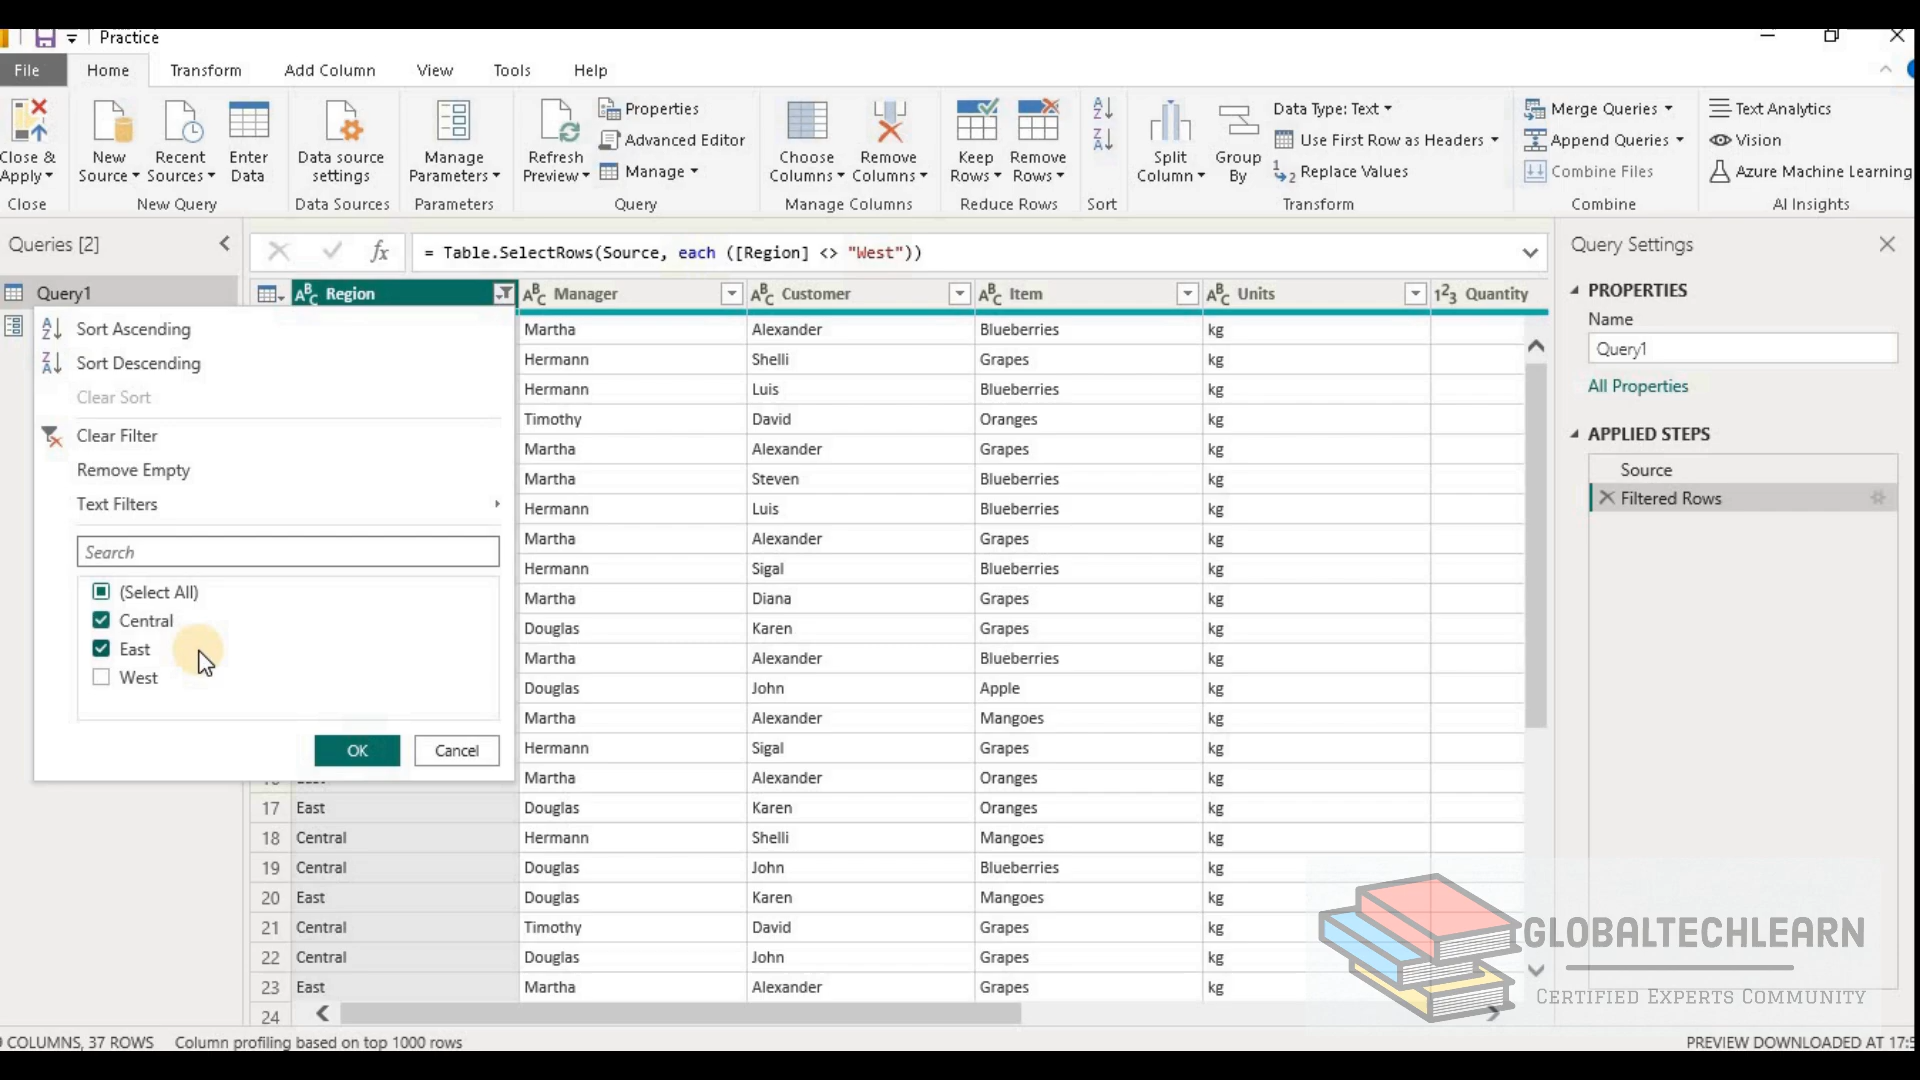 Practice
File Home Transform Add Column View Tools Help
Close & Apply
New Source
Recent Sources
Enter Data
Data source settings
Manage Parameters
Refresh Preview
Properties
Advanced Editor
Manage
Choose Columns
Remove Columns
Keep Rows
Remove Rows
Split Column
Group By
Data Type: Text
Use First Row as Headers
Replace Values
Merge Queries
Append Queries
Combine Files
Text Analytics
Vision
Azure Machine Learning
Close New Query Data Sources Parameters Query Manage Columns Reduce Rows Sort Transform Combine AI Insights
Queries [2]
fx = Table.SelectRows(Source, each ([Region] <> "West"))
Query1
Region Manager Customer Item Units Quantity
Sort Ascending
Sort Descending
Clear Sort
Clear Filter
Remove Empty
Text Filters
Search
(Select All)
Central
East
West
OK Cancel
Martha Alexander Blueberries kg
Hermann Shelli Grapes kg
Hermann Luis Blueberries kg
Timothy David Oranges kg
Martha Alexander Grapes kg
Martha Steven Blueberries kg
Hermann Luis Blueberries kg
Martha Alexander Grapes kg
Hermann Sigal Blueberries kg
Martha Diana Grapes kg
Douglas Karen Grapes kg
Martha Alexander Blueberries kg
Douglas John Apple kg
Martha Alexander Mangoes kg
Hermann Sigal Grapes kg
Martha Alexander Oranges kg
17 East Douglas Karen Oranges kg
18 Central Hermann Shelli Mangoes kg
19 Central Douglas John Blueberries kg
20 East Douglas Karen Mangoes kg
21 Central Timothy David Grapes kg
22 Central Douglas John Grapes kg
23 East Martha Alexander Grapes kg
24
Query Settings
PROPERTIES
Name
Query1
All Properties
APPLIED STEPS
Source
Filtered Rows
GLOBALTECHLEARN
CERTIFIED EXPERTS COMMUNITY
COLUMNS, 37 ROWS Column profiling based on top 1000 rows
PREVIEW DOWNLOADED AT 17:5